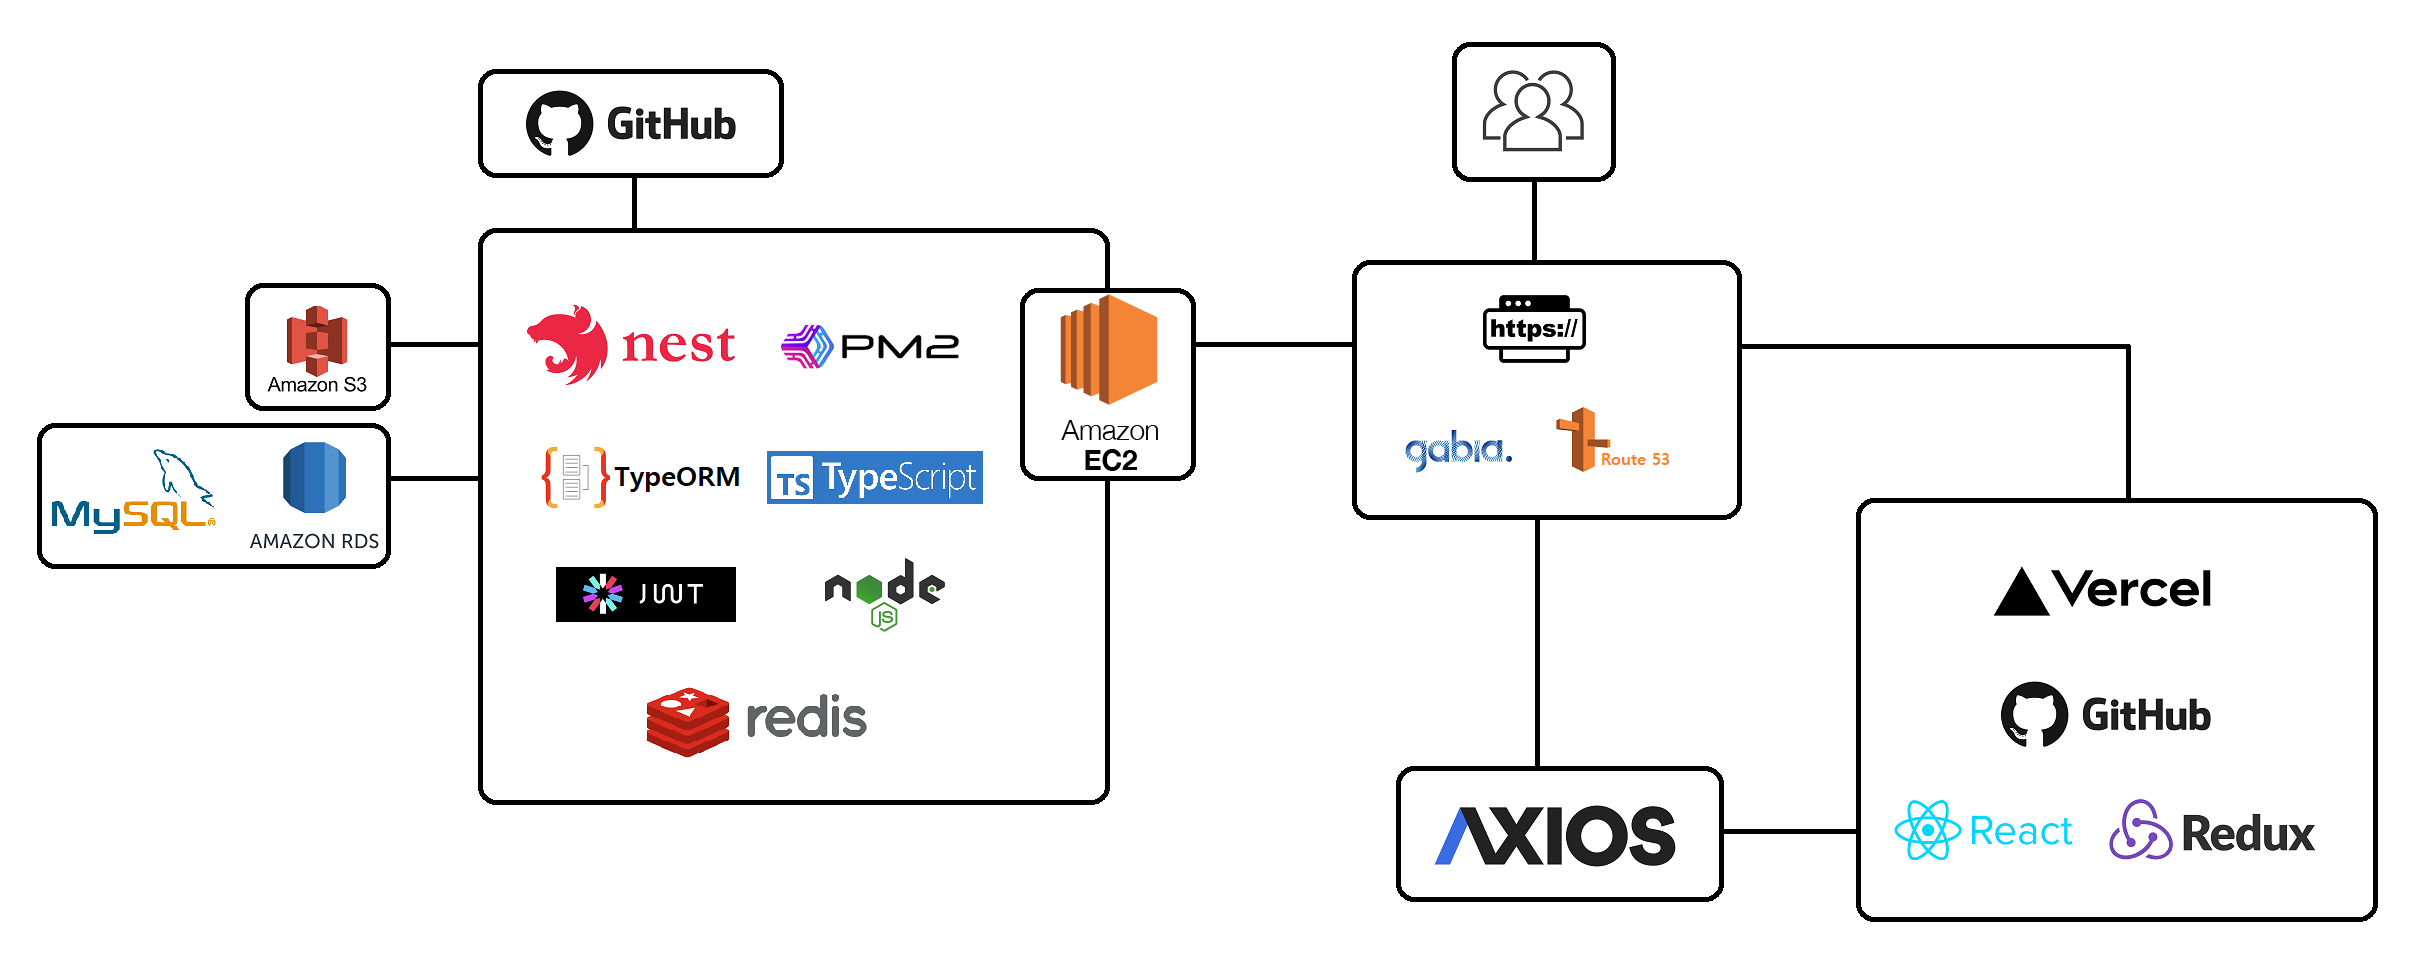 GitHub
Amazon S3
MySQL
AMAZON RDS
nest
PM2
TypeORM
TS TypeScript
JWT
node
JS
redis
Amazon
EC2
https://
gabia.
Route 53
AXIOS
Vercel
GitHub
React
Redux